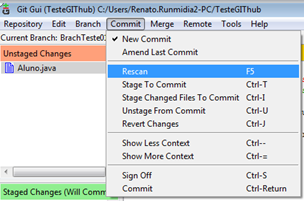 Git Gui (TesteGIThub) C:/Users/Renato.Runmidia2-PC/TesteGIThub
Repository Edit Branch Commit Merge Remote Tools Help
Current Branch: BrachTeste0
Unstaged Changes
Aluno.java
Staged Changes (Will Comm
New Commit
Amend Last Commit
Rescan F5
Stage To Commit Ctrl-T
Stage Changed Files To Commit Ctrl-I
Unstage From Commit Ctrl-U
Revert Changes Ctrl-J
Show Less Context Ctrl--
Show More Context Ctrl-=
Sign Off Ctrl-S
Commit Ctrl-Return